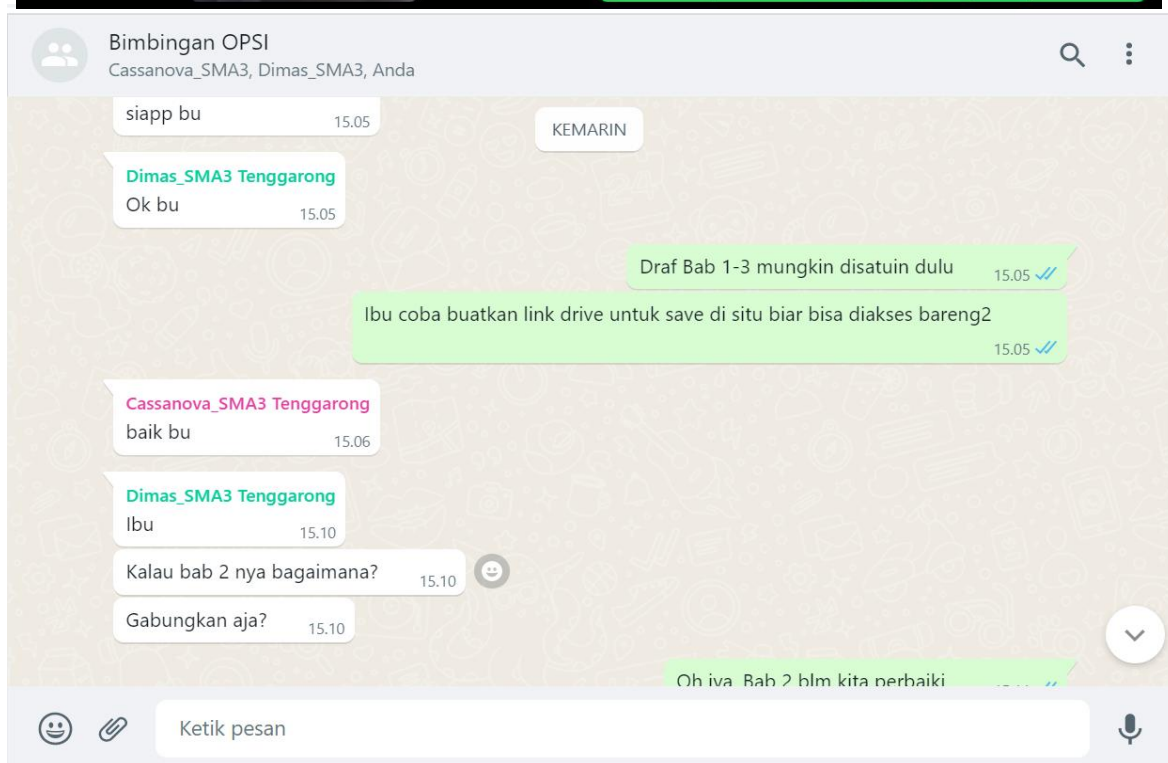 Bimbingan OPSI
Cassanova_SMA3, Dimas_SMA3, Anda
siapp bu
15.05
KEMARIN
Dimas_SMA3 Tenggarong
Ok bu
15.05
Draf Bab 1-3 mungkin disatuin dulu 15.05
Ibu coba buatkan link drive untuk save di situ biar bisa diakses bareng2
15.05
Cassanova_SMA3 Tenggarong
baik bu
15.06
Dimas_SMA3 Tenggarong
Ibu
15.10
Kalau bab 2 nya bagaimana? 15.10
Gabungkan aja? 15.10
Oh iya Bab 2 blm kita perbaiki
Ketik pesan